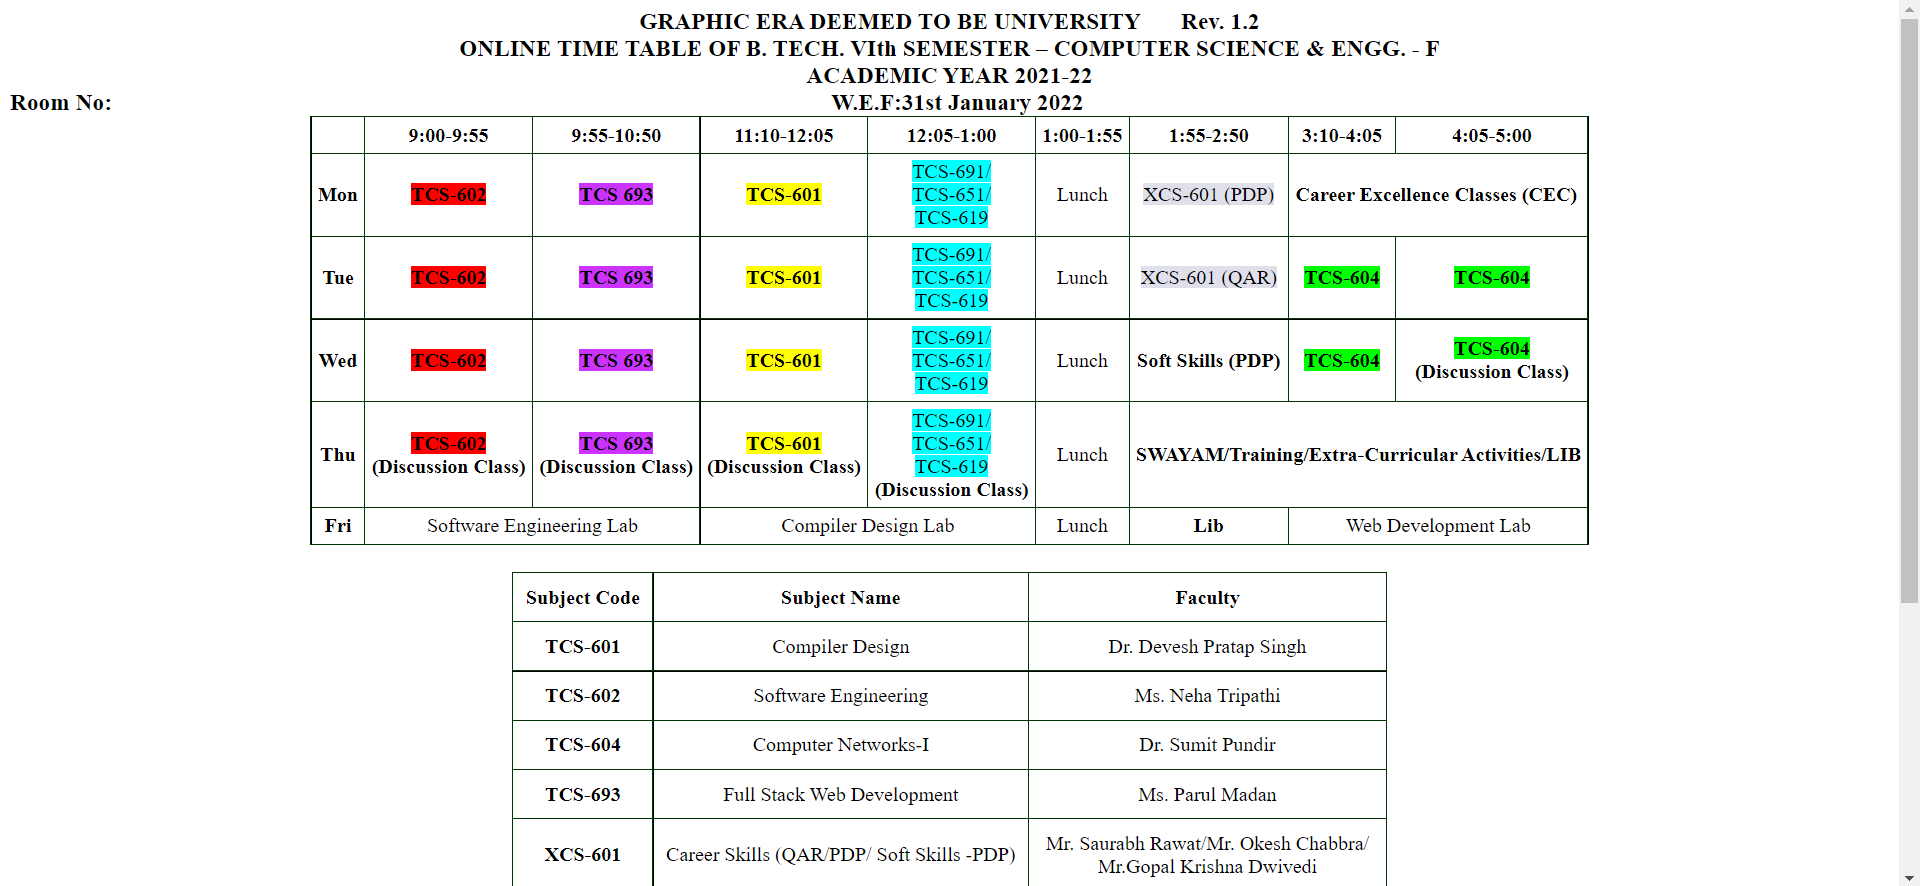 GRAPHIC ERA DEEMED TO BE UNIVERSITY Rev. 1.2
ONLINE TIME TABLE OF B. TECH. VIth SEMESTER – COMPUTER SCIENCE & ENGG. - F
ACADEMIC YEAR 2021-22
Room No: W.E.F:31st January 2022
9:00-9:55 9:55-10:50 11:10-12:05 12:05-1:00 1:00-1:55 1:55-2:50 3:10-4:05 4:05-5:00
Mon TCS-602 TCS 693 TCS-601 TCS-691/
TCS-651/
TCS-619 Lunch XCS-601 (PDP) Career Excellence Classes (CEC)
Tue TCS-602 TCS 693 TCS-601 TCS-691/
TCS-651/
TCS-619 Lunch XCS-601 (QAR) TCS-604 TCS-604
Wed TCS-602 TCS 693 TCS-601 TCS-691/
TCS-651/
TCS-619 Lunch Soft Skills (PDP) TCS-604 TCS-604
(Discussion Class)
Thu TCS-602
(Discussion Class) TCS 693
(Discussion Class) TCS-601
(Discussion Class) TCS-691/
TCS-651/
TCS-619
(Discussion Class) Lunch SWAYAM/Training/Extra-Curricular Activities/LIB
Fri Software Engineering Lab Compiler Design Lab Lunch Lib Web Development Lab
Subject Code Subject Name Faculty
TCS-601 Compiler Design Dr. Devesh Pratap Singh
TCS-602 Software Engineering Ms. Neha Tripathi
TCS-604 Computer Networks-I Dr. Sumit Pundir
TCS-693 Full Stack Web Development Ms. Parul Madan
XCS-601 Career Skills (QAR/PDP/ Soft Skills -PDP) Mr. Saurabh Rawat/Mr. Okesh Chabbra/
Mr.Gopal Krishna Dwivedi